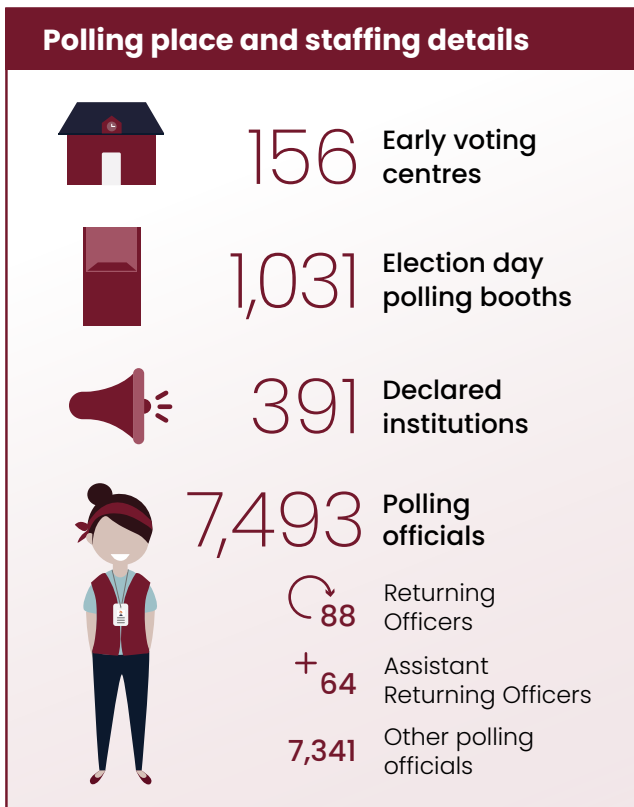 Polling place and staffing details
156 Early voting
centres
1,031 Election day
polling booths
391 Declared
institutions
7,493 Polling
officials
88 Returning
Officers
+ 64 Assistant
Returning Officers
7,341 Other polling
officials